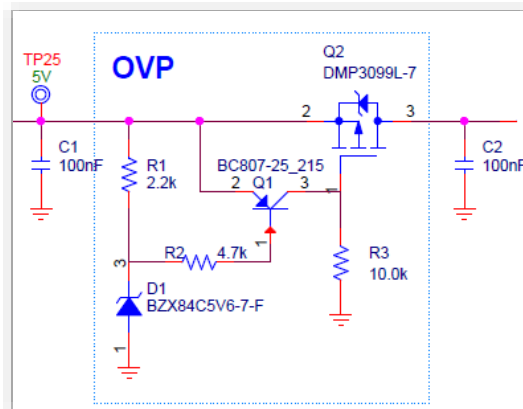 TP25
5V
OVP
Q2
DMP3099L-7
2
3
1
C1
100nF
R1
2.2k
BC807-25_215
2
Q1
3
1
C2
100nF
R2
4.7k
R3
10.0k
3
D1
BZX84C5V6-7-F
1